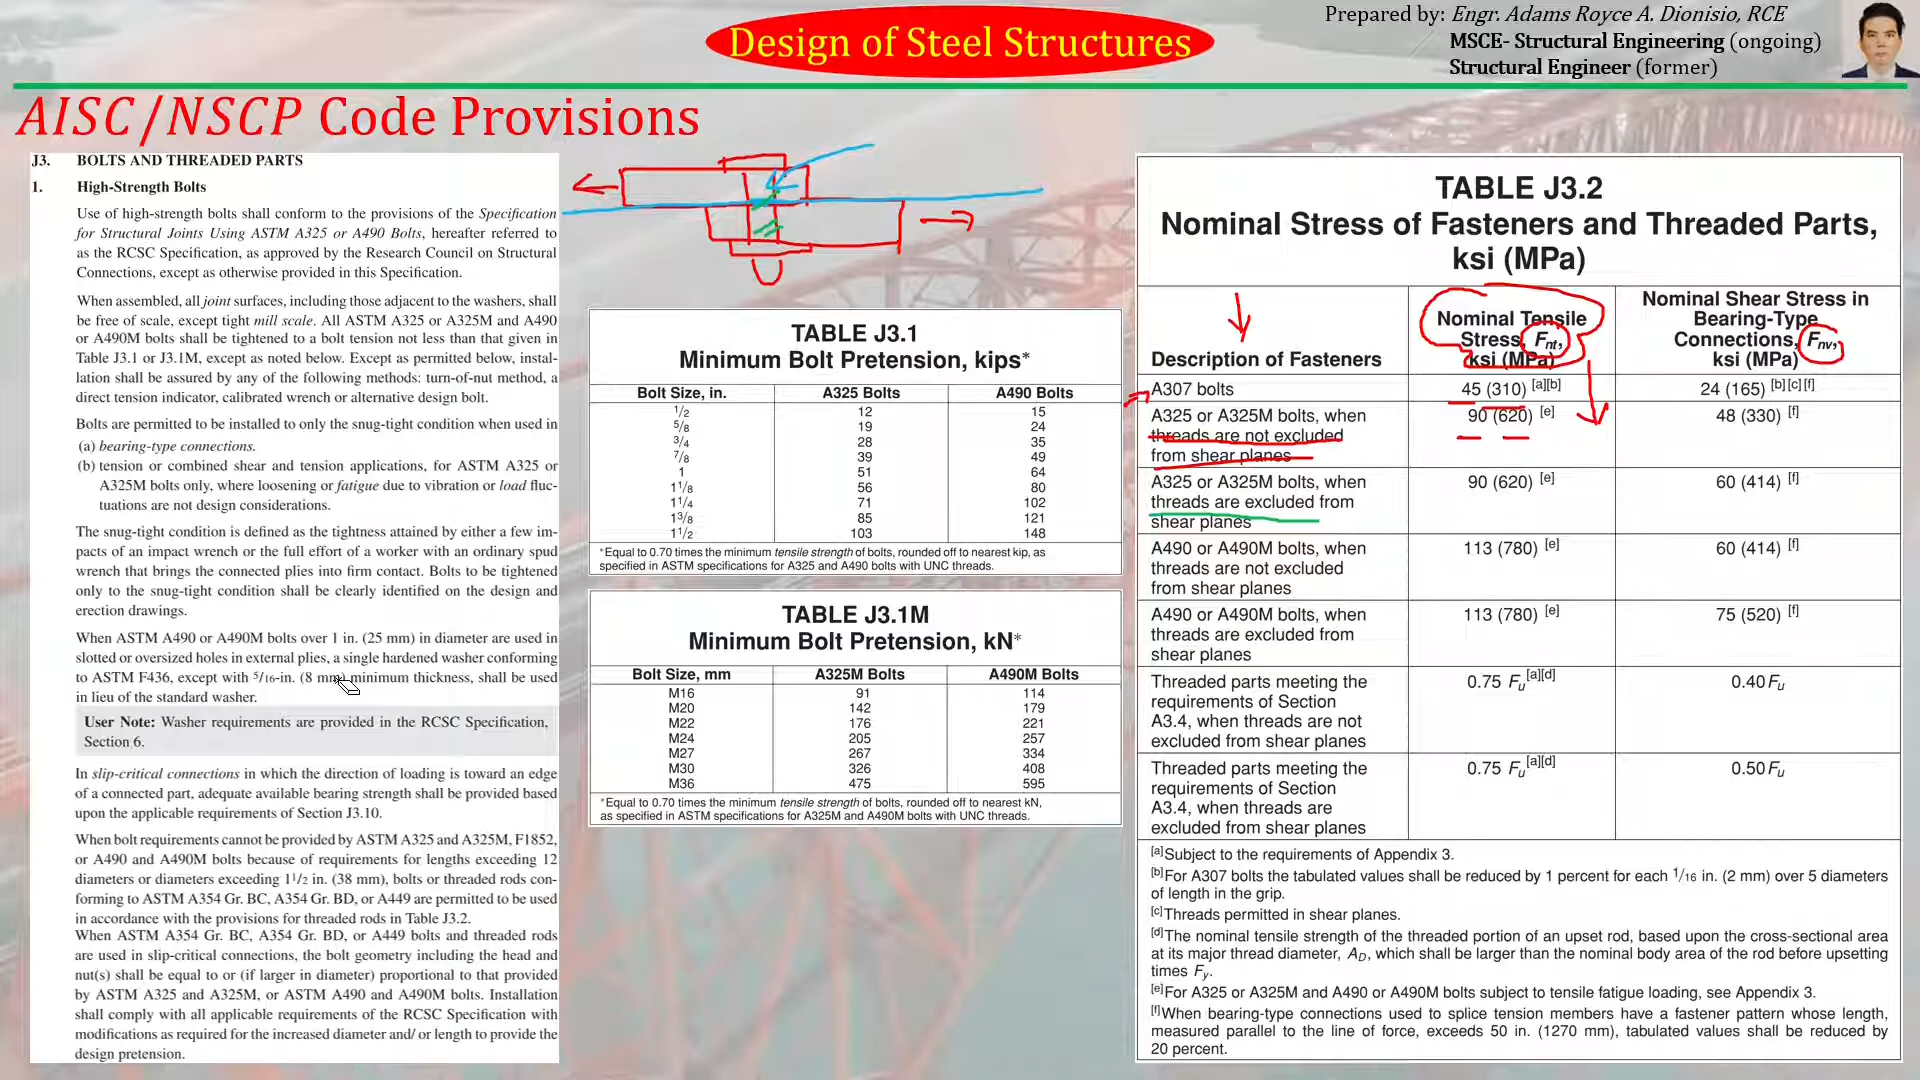 Design of Steel Structures
Prepared by: Engr. Adams Royce A. Dionisio, RCE
MSCE- Structural Engineering (ongoing)
Structural Engineer (former)
AISC/NSCP Code Provisions
J3. BOLTS AND THREADED PARTS
1. High-Strength Bolts
Use of high-strength bolts shall conform to the provisions of the Specification
for Structural Joints Using ASTM A325 or A490 Bolts, hereafter referred to
as the RCSC Specification, as approved by the Research Council on Structural
Connections, except as otherwise provided in this Specification.
When assembled, all joint surfaces, including those adjacent to the washers, shall
be free of scale, except tight mill scale. All ASTM A325 or A325M and A490
or A490M bolts shall be tightened to a bolt tension not less than that given in
Table J3.1 or J3.1M, except as noted below. Except as permitted below, instal-
lation shall be assured by any of the following methods: turn-of-nut method, a
direct tension indicator, calibrated wrench or alternative design bolt.
Bolts are permitted to be installed to only the snug-tight condition when used in
(a) bearing-type connections.
(b) tension or combined shear and tension applications, for ASTM A325 or
A325M bolts only, where loosening or fatigue due to vibration or load fluc-
tuations are not design considerations.
The snug-tight condition is defined as the tightness attained by either a few im-
pacts of an impact wrench or the full effort of a worker with an ordinary spud
wrench that brings the connected plies into firm contact. Bolts to be tightened
only to the snug-tight condition shall be clearly identified on the design and
erection drawings.
When ASTM A490 or A490M bolts over 1 in. (25 mm) in diameter are used in
slotted or oversized holes in external plies, a single hardened washer conforming
to ASTM F436, except with 5/16-in. (8 mm) minimum thickness, shall be used
in lieu of the standard washer.
User Note: Washer requirements are provided in the RCSC Specification,
Section 6.
In slip-critical connections in which the direction of loading is toward an edge
of a connected part, adequate available bearing strength shall be provided based
upon the applicable requirements of Section J3.10.
When bolt requirements cannot be provided by ASTM A325 and A325M, F1852,
or A490 and A490M bolts because of requirements for lengths exceeding 12
diameters or diameters exceeding 1 1/2 in. (38 mm), bolts or threaded rods con-
forming to ASTM A354 Gr. BC, A354 Gr. BD, or A449 are permitted to be used
in accordance with the provisions for threaded rods in Table J3.2.
When ASTM A354 Gr. BC, A354 Gr. BD, or A449 bolts and threaded rods
are used in slip-critical connections, the bolt geometry including the head and
nut(s) shall be equal to or (if larger in diameter) proportional to that provided
by ASTM A325 and A325M, or ASTM A490 and A490M bolts. Installation
shall comply with all applicable requirements of the RCSC Specification with
modifications as required for the increased diameter and/ or length to provide the
design pretension.
TABLE J3.1
Minimum Bolt Pretension, kips*
Bolt Size, in. A325 Bolts A490 Bolts
1/2 12 15
5/8 19 24
3/4 28 35
7/8 39 49
1 51 64
1 1/8 56 80
1 1/4 71 102
1 3/8 85 121
1 1/2 103 148
*Equal to 0.70 times the minimum tensile strength of bolts, rounded off to nearest kip, as
specified in ASTM specifications for A325 and A490 bolts with UNC threads.
TABLE J3.1M
Minimum Bolt Pretension, kN*
Bolt Size, mm A325M Bolts A490M Bolts
M16 91 114
M20 142 179
M22 176 221
M24 205 257
M27 267 334
M30 326 408
M36 475 595
*Equal to 0.70 times the minimum tensile strength of bolts, rounded off to nearest kN,
as specified in ASTM specifications for A325M and A490M bolts with UNC threads.
TABLE J3.2
Nominal Stress of Fasteners and Threaded Parts,
ksi (MPa)
Description of Fasteners
Nominal Tensile
Stress, Fnt,
ksi (MPa)
Nominal Shear Stress in
Bearing-Type
Connections, Fnv,
ksi (MPa)
A307 bolts 45 (310) [a][b] 24 (165) [b][c][f]
A325 or A325M bolts, when 90 (620) [e] 48 (330) [f]
threads are not excluded
from shear planes
A325 or A325M bolts, when 90 (620) [e] 60 (414) [f]
threads are excluded from
shear planes
A490 or A490M bolts, when 113 (780) [e] 60 (414) [f]
threads are not excluded
from shear planes
A490 or A490M bolts, when 113 (780) [e] 75 (520) [f]
threads are excluded from
shear planes
Threaded parts meeting the 0.75 Fu [a][d] 0.40 Fu
requirements of Section
A3.4, when threads are not
excluded from shear planes
Threaded parts meeting the 0.75 Fu [a][d] 0.50 Fu
requirements of Section
A3.4, when threads are
excluded from shear planes
[a]Subject to the requirements of Appendix 3.
[b]For A307 bolts the tabulated values shall be reduced by 1 percent for each 1/16 in. (2 mm) over 5 diameters
of length in the grip.
[c]Threads permitted in shear planes.
[d]The nominal tensile strength of the threaded portion of an upset rod, based upon the cross-sectional area
at its major thread diameter, AD, which shall be larger than the nominal body area of the rod before upsetting
times Fy.
[e]For A325 or A325M and A490 or A490M bolts subject to tensile fatigue loading, see Appendix 3.
[f]When bearing-type connections used to splice tension members have a fastener pattern whose length,
measured parallel to the line of force, exceeds 50 in. (1270 mm), tabulated values shall be reduced by
20 percent.